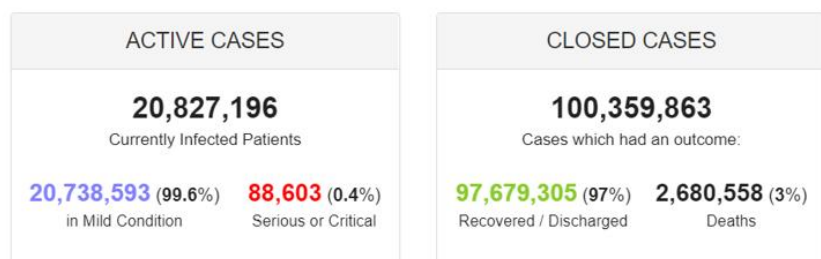 ACTIVE CASES
20,827,196
Currently Infected Patients
20,738,593 (99.6%) 88,603 (0.4%)
in Mild Condition Serious or Critical
CLOSED CASES
100,359,863
Cases which had an outcome:
97,679,305 (97%) 2,680,558 (3%)
Recovered / Discharged Deaths